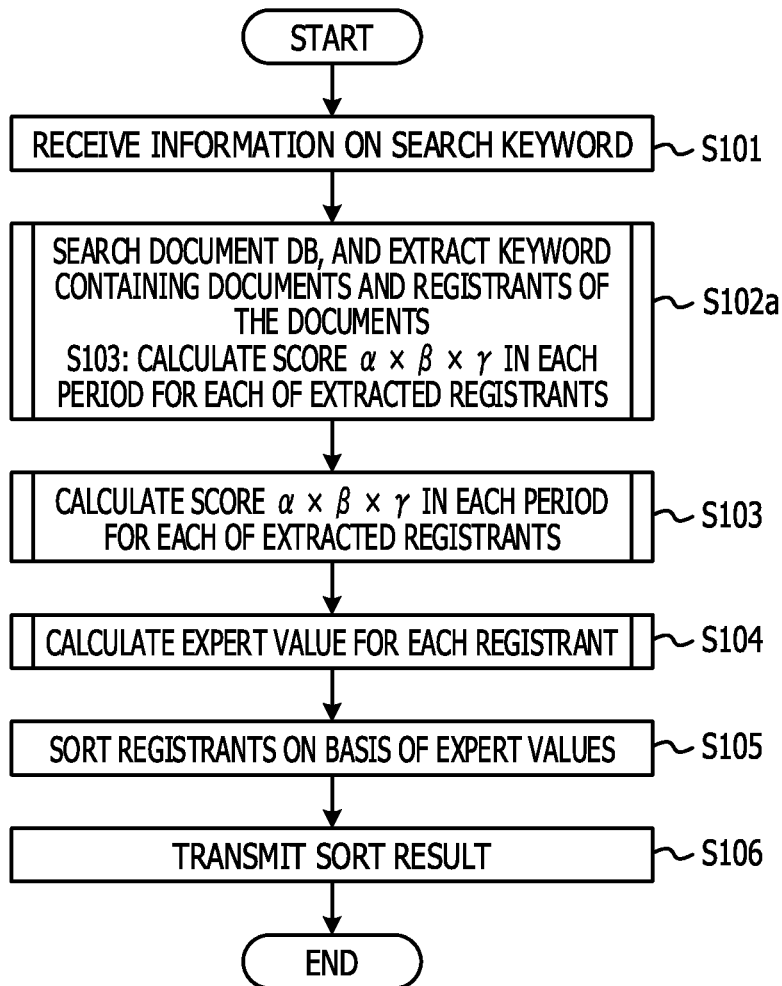 START
RECEIVE INFORMATION ON SEARCH KEYWORD
S101
SEARCH DOCUMENT DB, AND EXTRACT KEYWORD
CONTAINING DOCUMENTS AND REGISTRANTS OF
THE DOCUMENTS
S103: CALCULATE SCORE α × β × γ IN EACH
PERIOD FOR EACH OF EXTRACTED REGISTRANTS
S102a
CALCULATE SCORE α × β × γ IN EACH PERIOD
FOR EACH OF EXTRACTED REGISTRANTS
S103
CALCULATE EXPERT VALUE FOR EACH REGISTRANT
S104
SORT REGISTRANTS ON BASIS OF EXPERT VALUES
S105
TRANSMIT SORT RESULT
S106
END